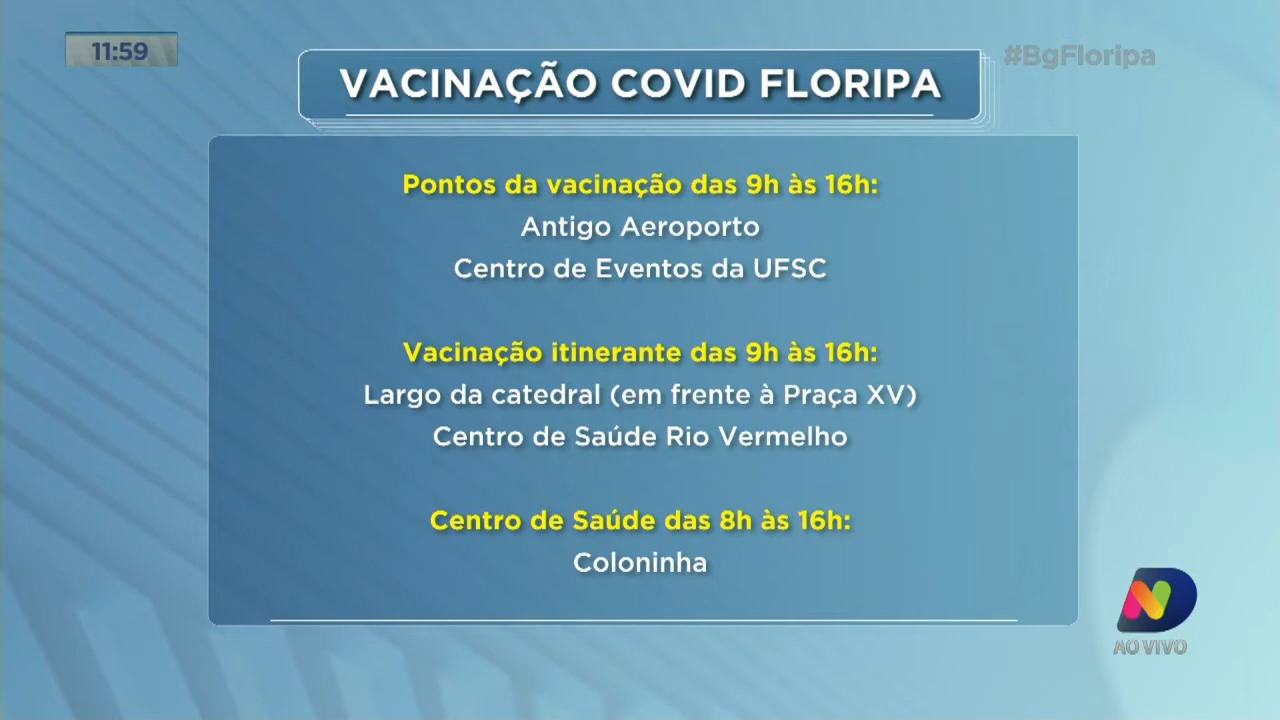 11:59
#BgFloripa
VACINAÇÃO COVID FLORIPA
Pontos da vacinação das 9h às 16h:
Antigo Aeroporto
Centro de Eventos da UFSC
Vacinação itinerante das 9h às 16h:
Largo da catedral (em frente à Praça XV)
Centro de Saúde Rio Vermelho
Centro de Saúde das 8h às 16h:
Coloninha
ND
AO VIVO